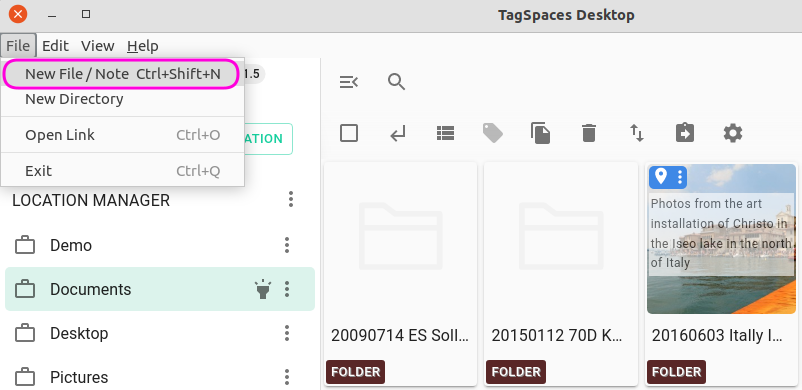 TagSpaces Desktop
File Edit View Help
New File / Note Ctrl+Shift+N
1.5
New Directory
Open Link Ctrl+O
ATION
Exit Ctrl+Q
LOCATION MANAGER
Demo
Documents
Desktop
Pictures
Photos from the art
installation of Christo in
the Iseo lake in the north
of Italy
20090714 ES Soll...
20150112 70D K...
20160603 Itally I...
FOLDER
FOLDER
FOLDER